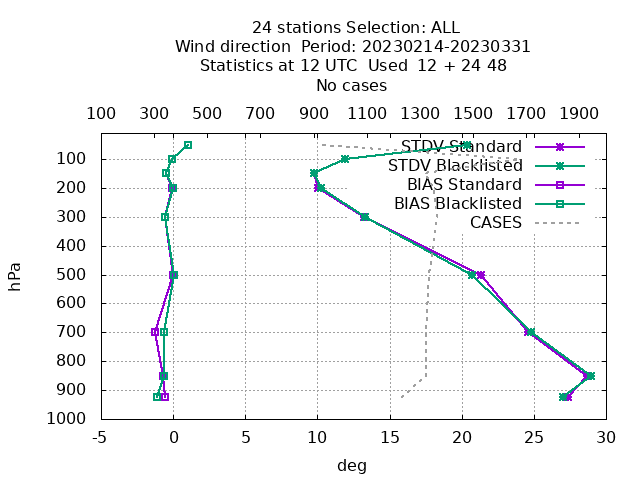 24 stations Selection: ALL
Wind direction  Period: 20230214-20230331
Statistics at 12 UTC  Used  12 + 24 48
No cases
100 300 500 700 900 1100 1300 1500 1700 1900
STDV Standard
STDV Blacklisted
BIAS Standard
BIAS Blacklisted
CASES
100
200
300
400
500
600
700
800
900
1000
hPa
-5 0 5 10 15 20 25 30
deg